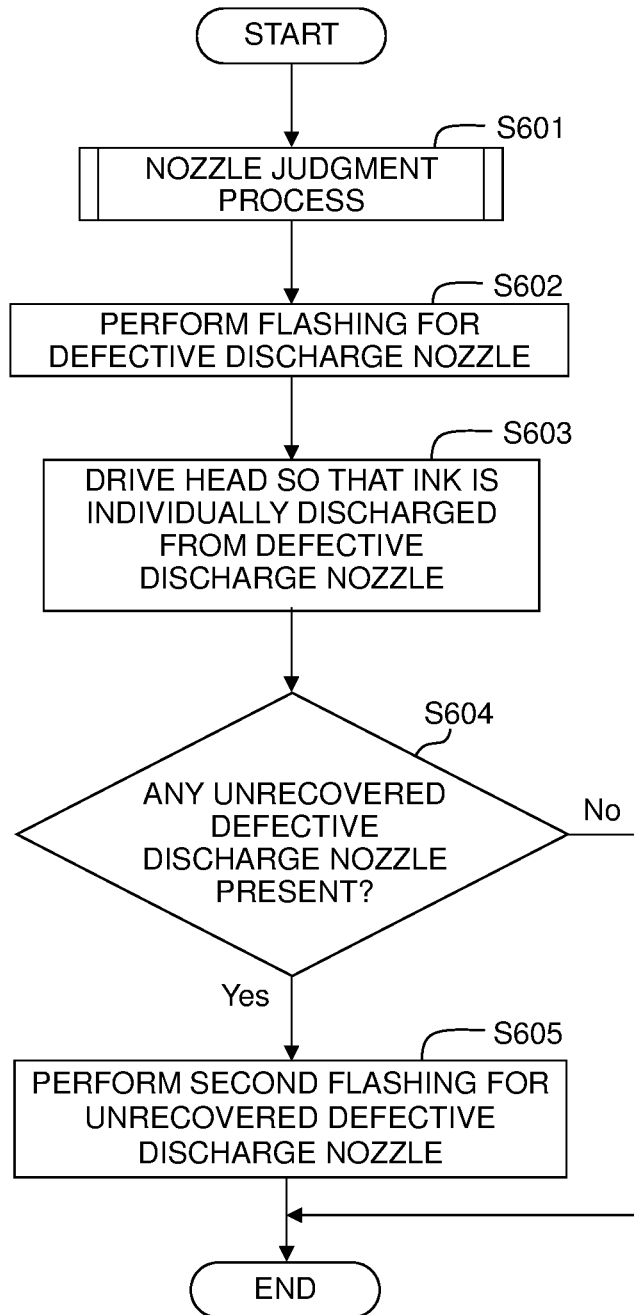 START
S601
NOZZLE JUDGMENT
PROCESS
S602
PERFORM FLASHING FOR
DEFECTIVE DISCHARGE NOZZLE
S603
DRIVE HEAD SO THAT INK IS
INDIVIDUALLY DISCHARGED
FROM DEFECTIVE
DISCHARGE NOZZLE
S604
ANY UNRECOVERED
DEFECTIVE
DISCHARGE NOZZLE
PRESENT?
No
Yes
S605
PERFORM SECOND FLASHING FOR
UNRECOVERED DEFECTIVE
DISCHARGE NOZZLE
END